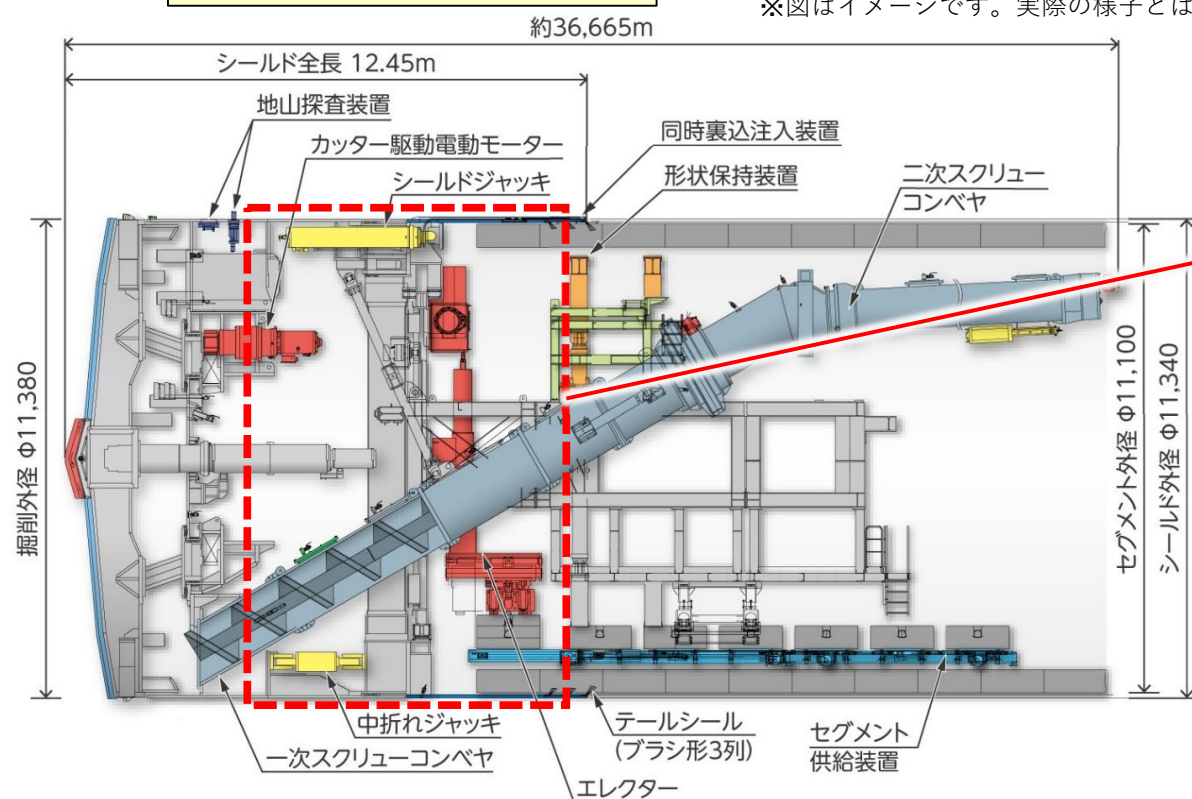 ※図はイメージです。実際の様子とは
約36,665m
シールド全長 12.45m
地山探査装置
カッター駆動電動モーター
シールドジャッキ
同時裏込注入装置
形状保持装置
二次スクリュー
コンベヤ
掘削外径 Φ11,380
セグメント外径 Φ11,100
シールド外径 Φ11,340
中折れジャッキ
一次スクリューコンベヤ
エレクター
テールシール
(ブラシ形3列)
セグメント
供給装置